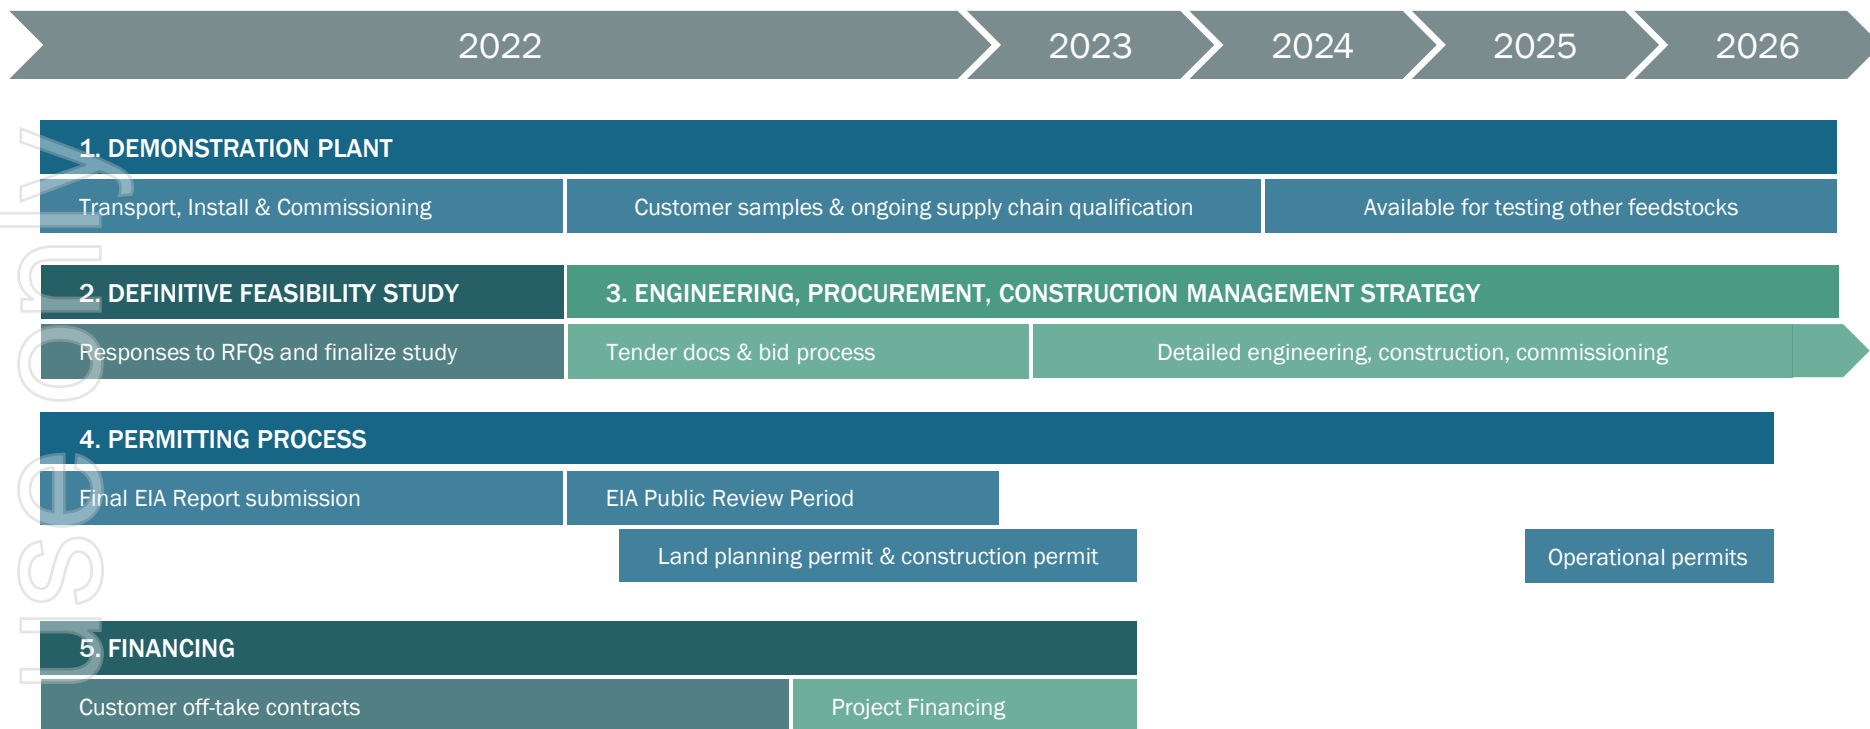 2022 2023 2024 2025 2026
1. DEMONSTRATION PLANT
Transport, Install & Commissioning Customer samples & ongoing supply chain qualification Available for testing other feedstocks
2. DEFINITIVE FEASIBILITY STUDY 3. ENGINEERING, PROCUREMENT, CONSTRUCTION MANAGEMENT STRATEGY
Responses to RFQs and finalize study Tender docs & bid process Detailed engineering, construction, commissioning
4. PERMITTING PROCESS
Final EIA Report submission EIA Public Review Period
Land planning permit & construction permit Operational permits
5. FINANCING
Customer off-take contracts Project Financing
use only